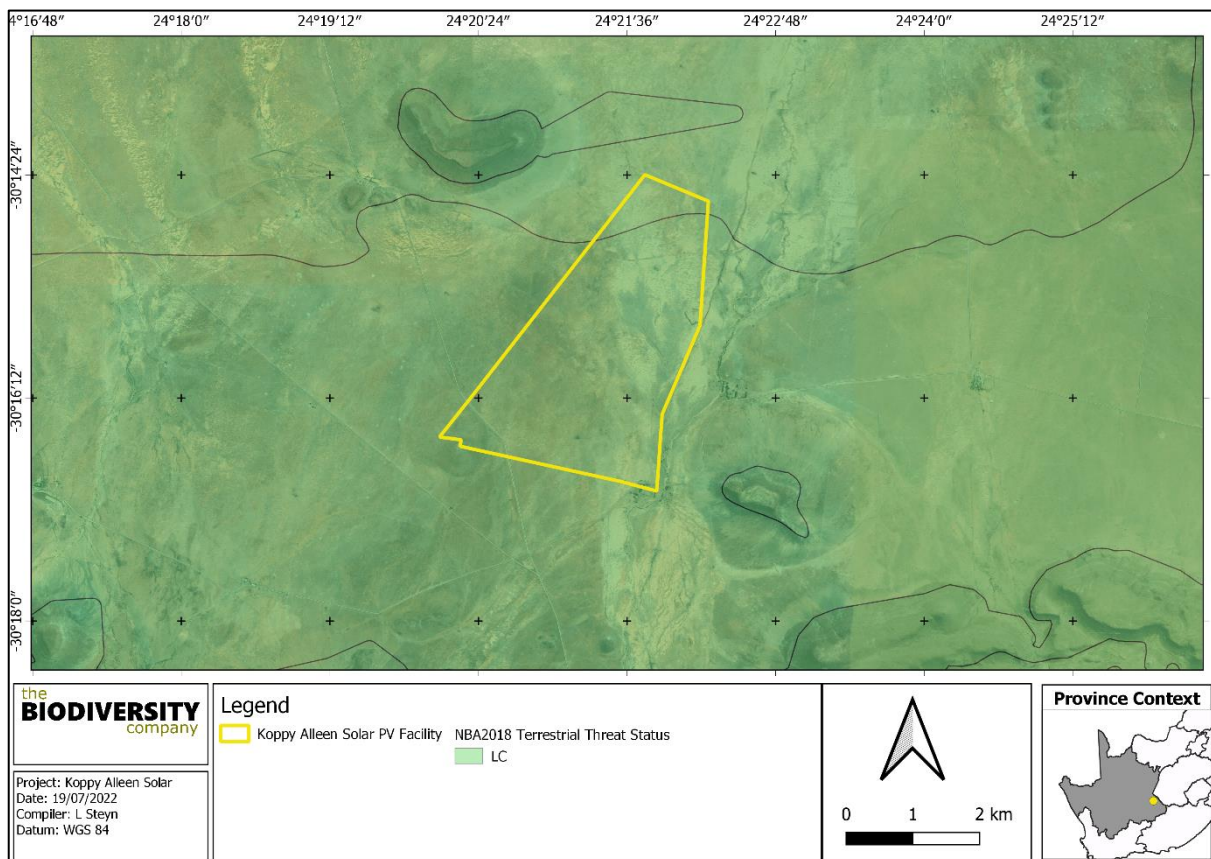 4°16'48" 24°18'0" 24°19'12" 24°20'24" 24°21'36" 24°22'48" 24°24'0" 24°25'12"
-30°14'24"
-30°16'12"
-30°18'0"
the
BIODIVERSITY
company
Project: Koppy Alleen Solar
Date: 19/07/2022
Compiler: L Steyn
Datum: WGS 84
Legend
Koppy Alleen Solar PV Facility NBA2018 Terrestrial Threat Status
LC
0 1 2 km
Province Context